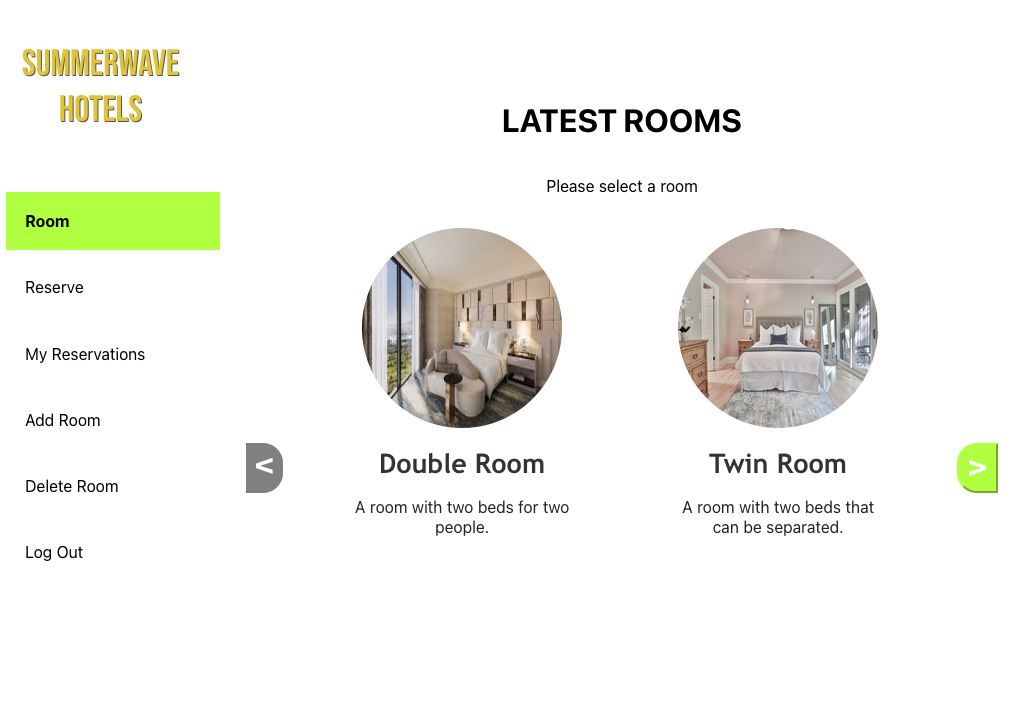 SUMMERWAVE
HOTELS
Room
Reserve
My Reservations
Add Room
Delete Room
Log Out
LATEST ROOMS
Please select a room
<
>
Double Room
A room with two beds for two
people.
Twin Room
A room with two beds that
can be separated.